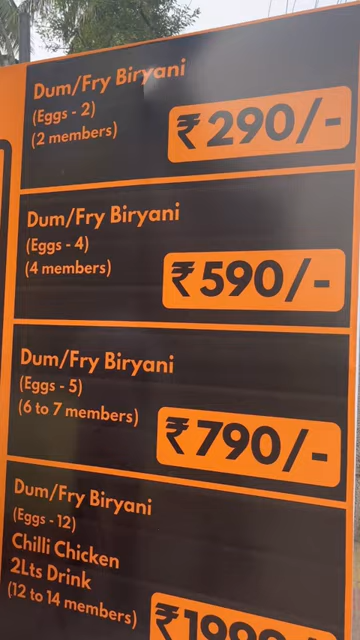 Dum/Fry Biryani
(Eggs - 2)
(2 members)
₹290/-
Dum/Fry Biryani
(Eggs - 4)
(4 members)
₹590/-
Dum/Fry Biryani
(Eggs - 5)
(6 to 7 members)
₹790/-
Dum/Fry Biryani
(Eggs - 12)
Chilli Chicken
2Lts Drink
(12 to 14 members)